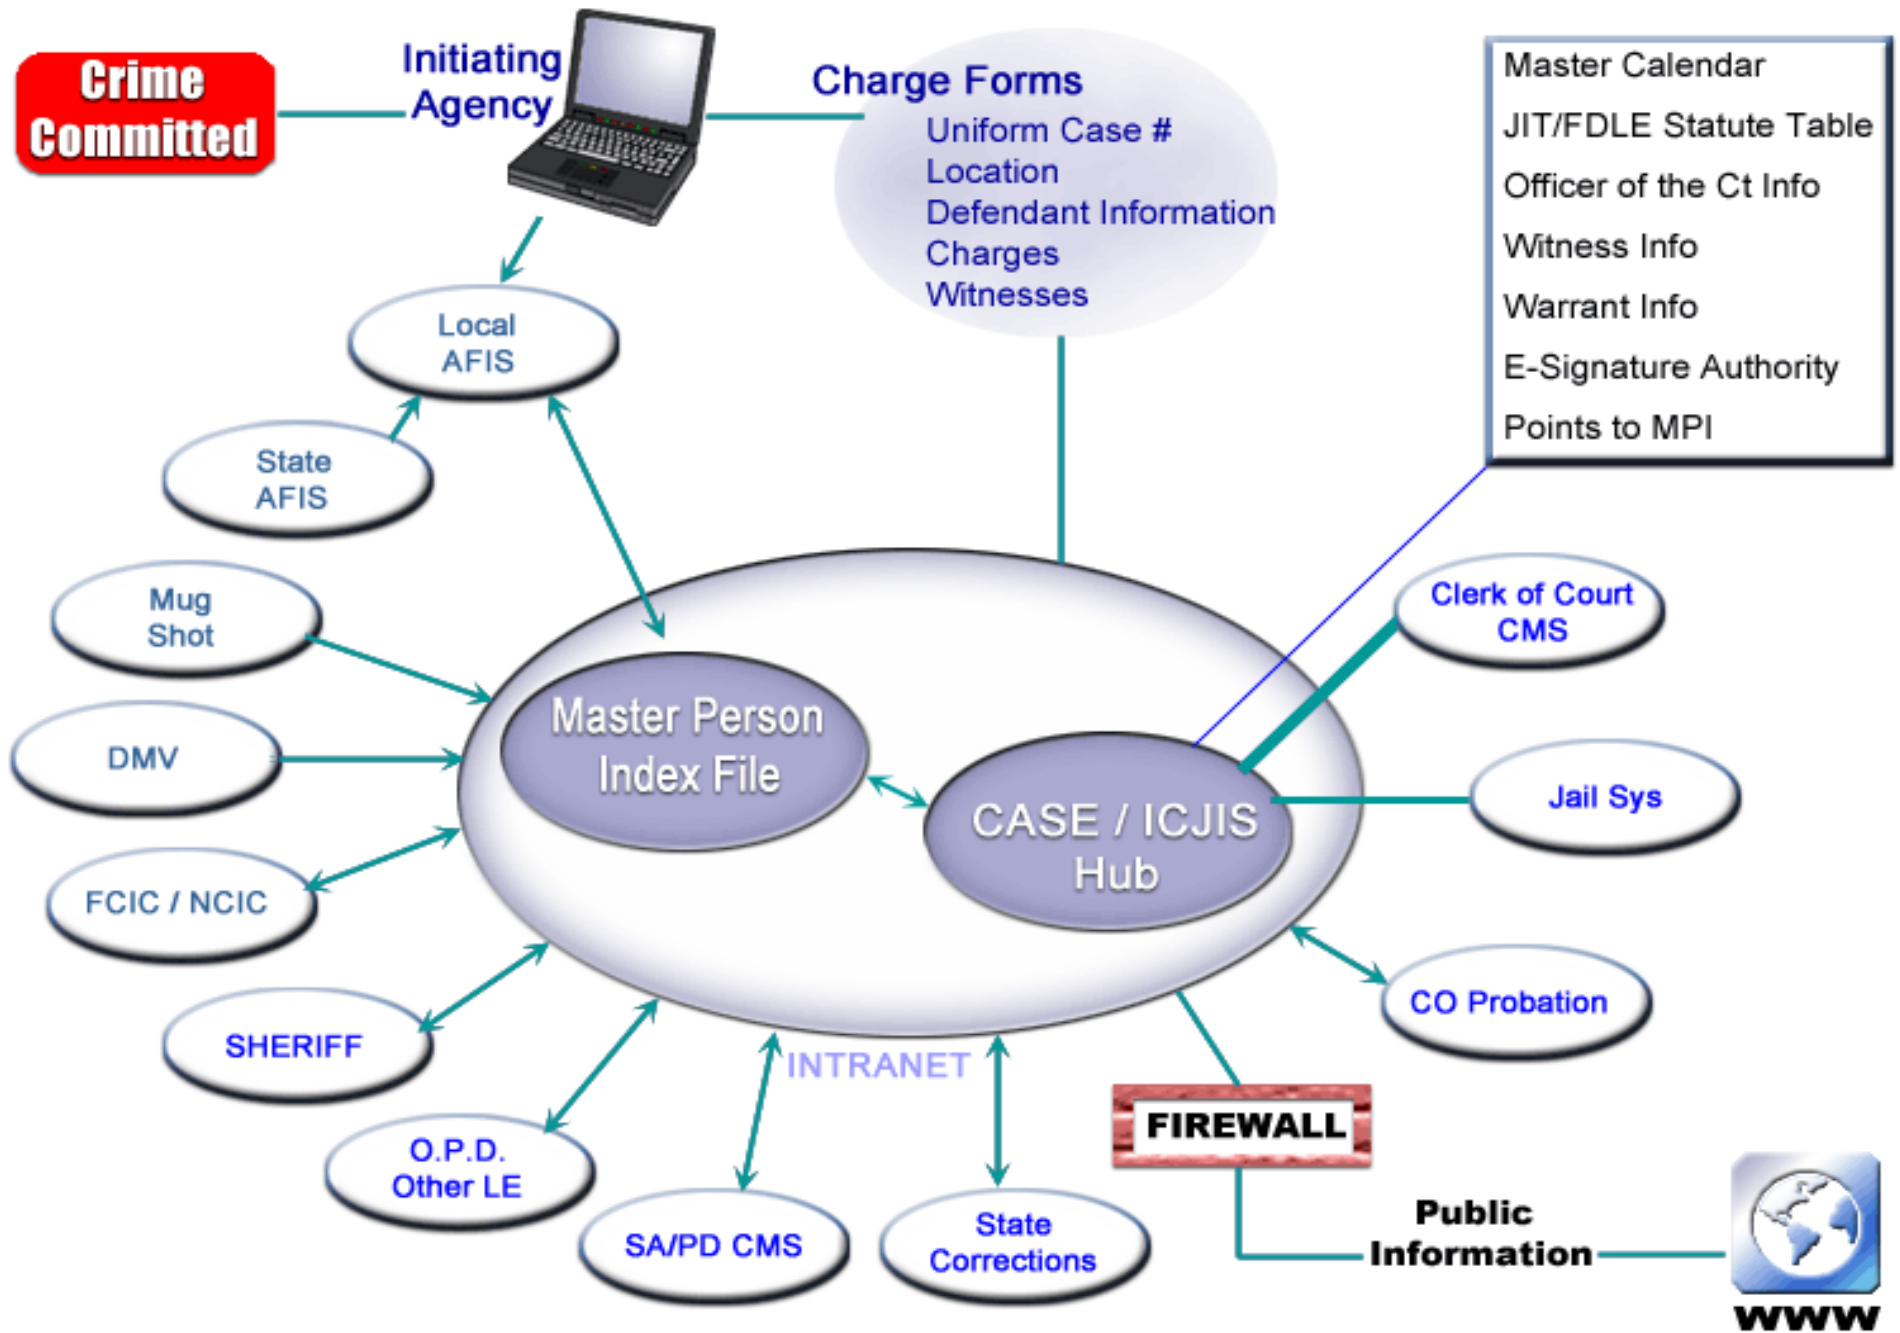 Crime
Committed
Initiating
Agency
Charge Forms
Uniform Case #
Location
Defendant Information
Charges
Witnesses
Master Calendar
JIT/FDLE Statute Table
Officer of the Ct Info
Witness Info
Warrant Info
E-Signature Authority
Points to MPI
Local
AFIS
State
AFIS
Mug
Shot
DMV
FCIC / NCIC
SHERIFF
O.P.D.
Other LE
SA/PD CMS
State
Corrections
CO Probation
Jail Sys
Clerk of Court
CMS
Master Person
Index File
CASE / ICJIS
Hub
INTRANET
FIREWALL
Public
Information
WWW